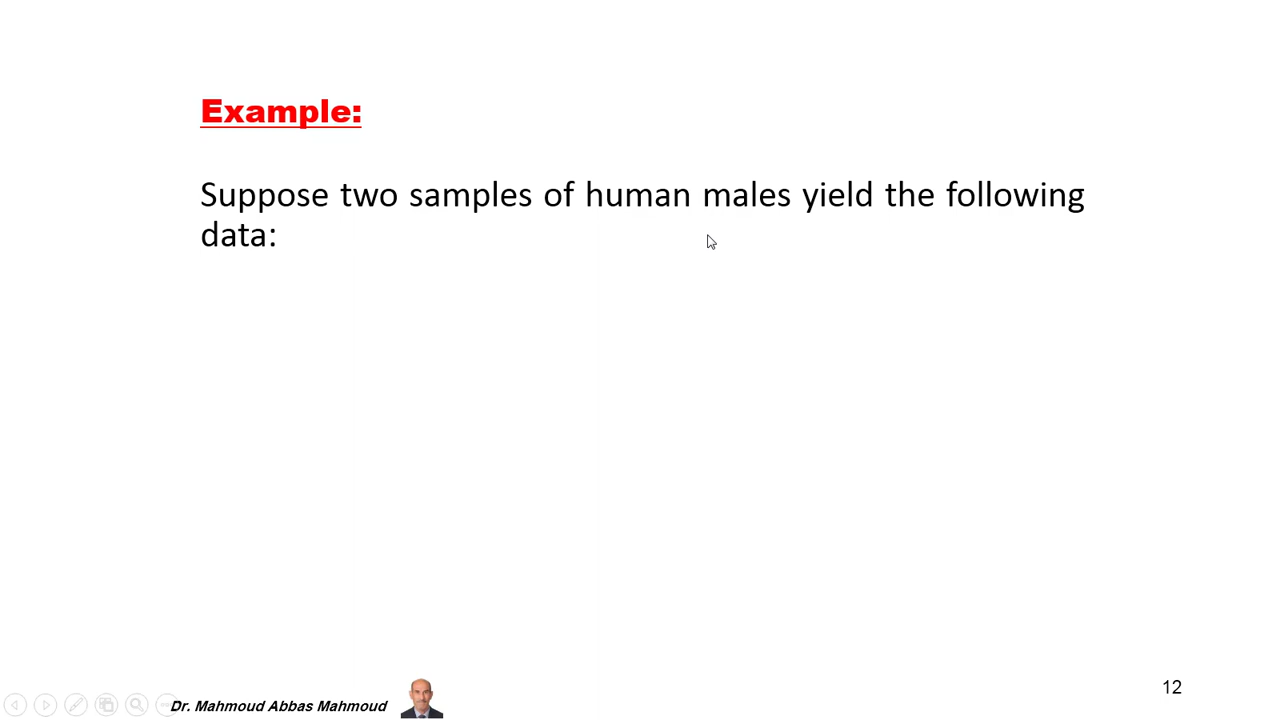 Example:
Suppose two samples of human males yield the following
data:
Dr. Mahmoud Abbas Mahmoud
12